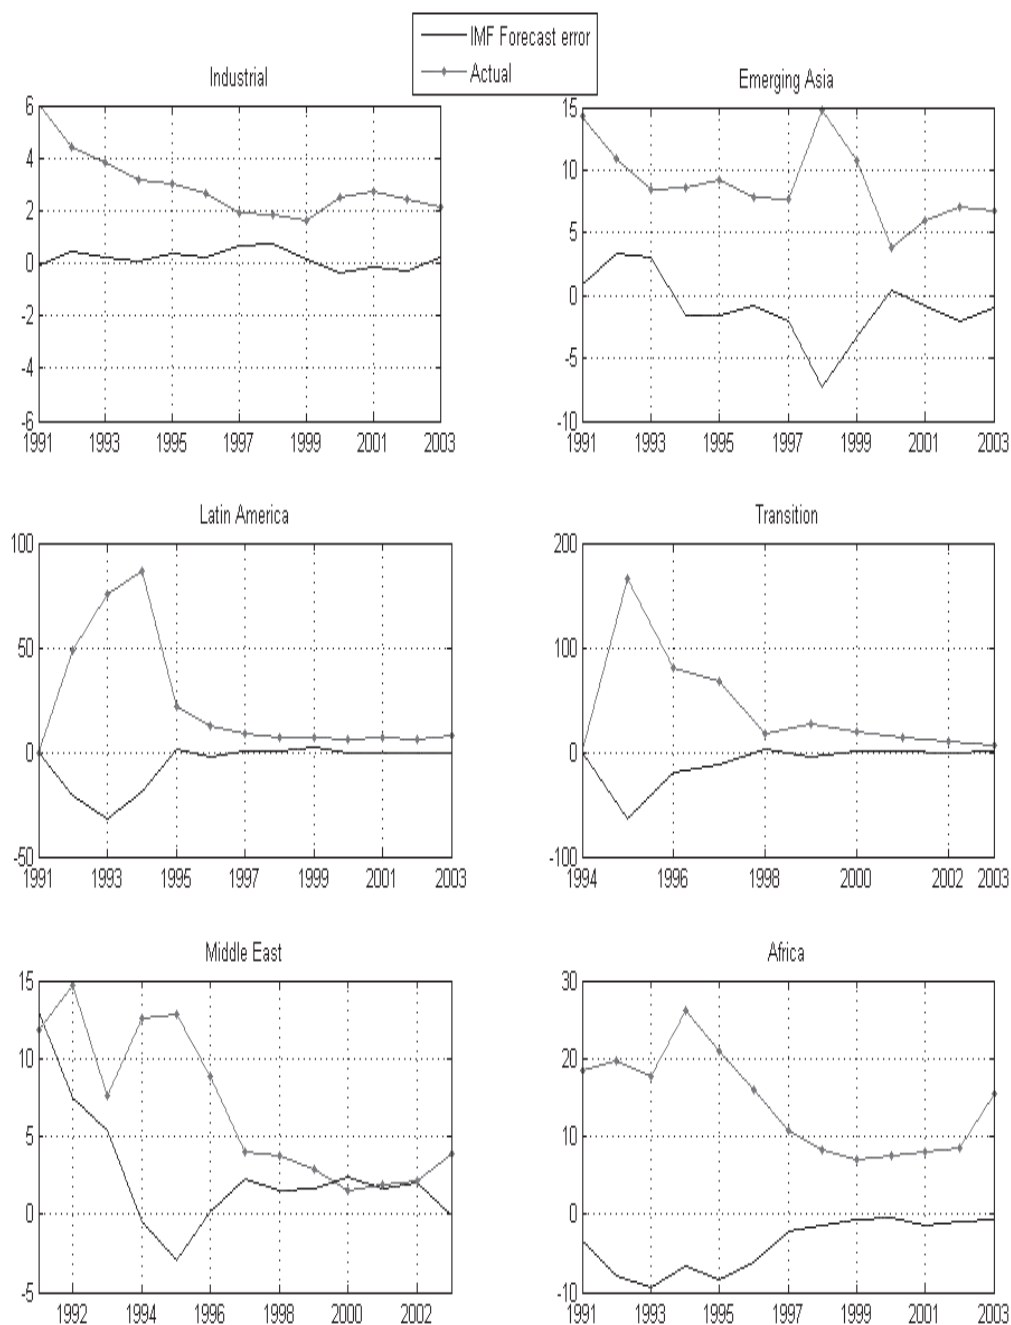 IMF Forecast error
Actual
Industrial
6
4
2
0
-2
-4
-6
1991 1993 1995 1997 1999 2001 2003
Emerging Asia
15
10
5
0
-5
-10
1991 1993 1995 1997 1999 2001 2003
Latin America
100
50
0
-50
1991 1993 1995 1997 1999 2001 2003
Transition
200
100
0
-100
1994 1996 1998 2000 2002 2003
Middle East
15
10
5
0
-5
1992 1994 1996 1998 2000 2002
Africa
30
20
10
0
-10
1991 1993 1995 1997 1999 2001 2003